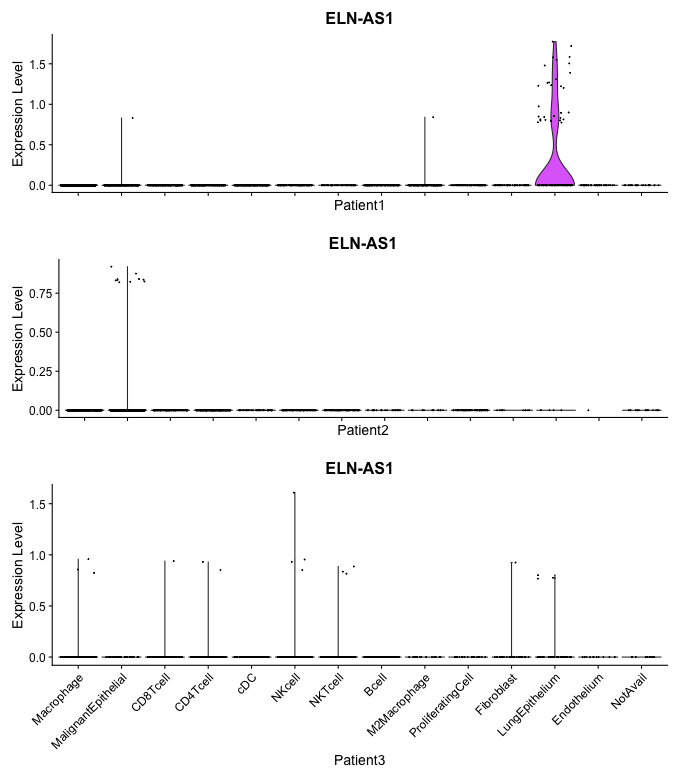 ELN-AS1
Expression Level
1.5
1.0
0.5
0.0
Patient1
ELN-AS1
Expression Level
0.75
0.50
0.25
0.00
Patient2
ELN-AS1
Expression Level
1.5
1.0
0.5
0.0
Macrophage
MalignantEpithelial
CD8Tcell
CD4Tcell
cDC
NKcell
NKTcell
Bcell
M2Macrophage
ProliferatingCell
Fibroblast
LungEpithelium
Endothelium
NotAvail
Patient3